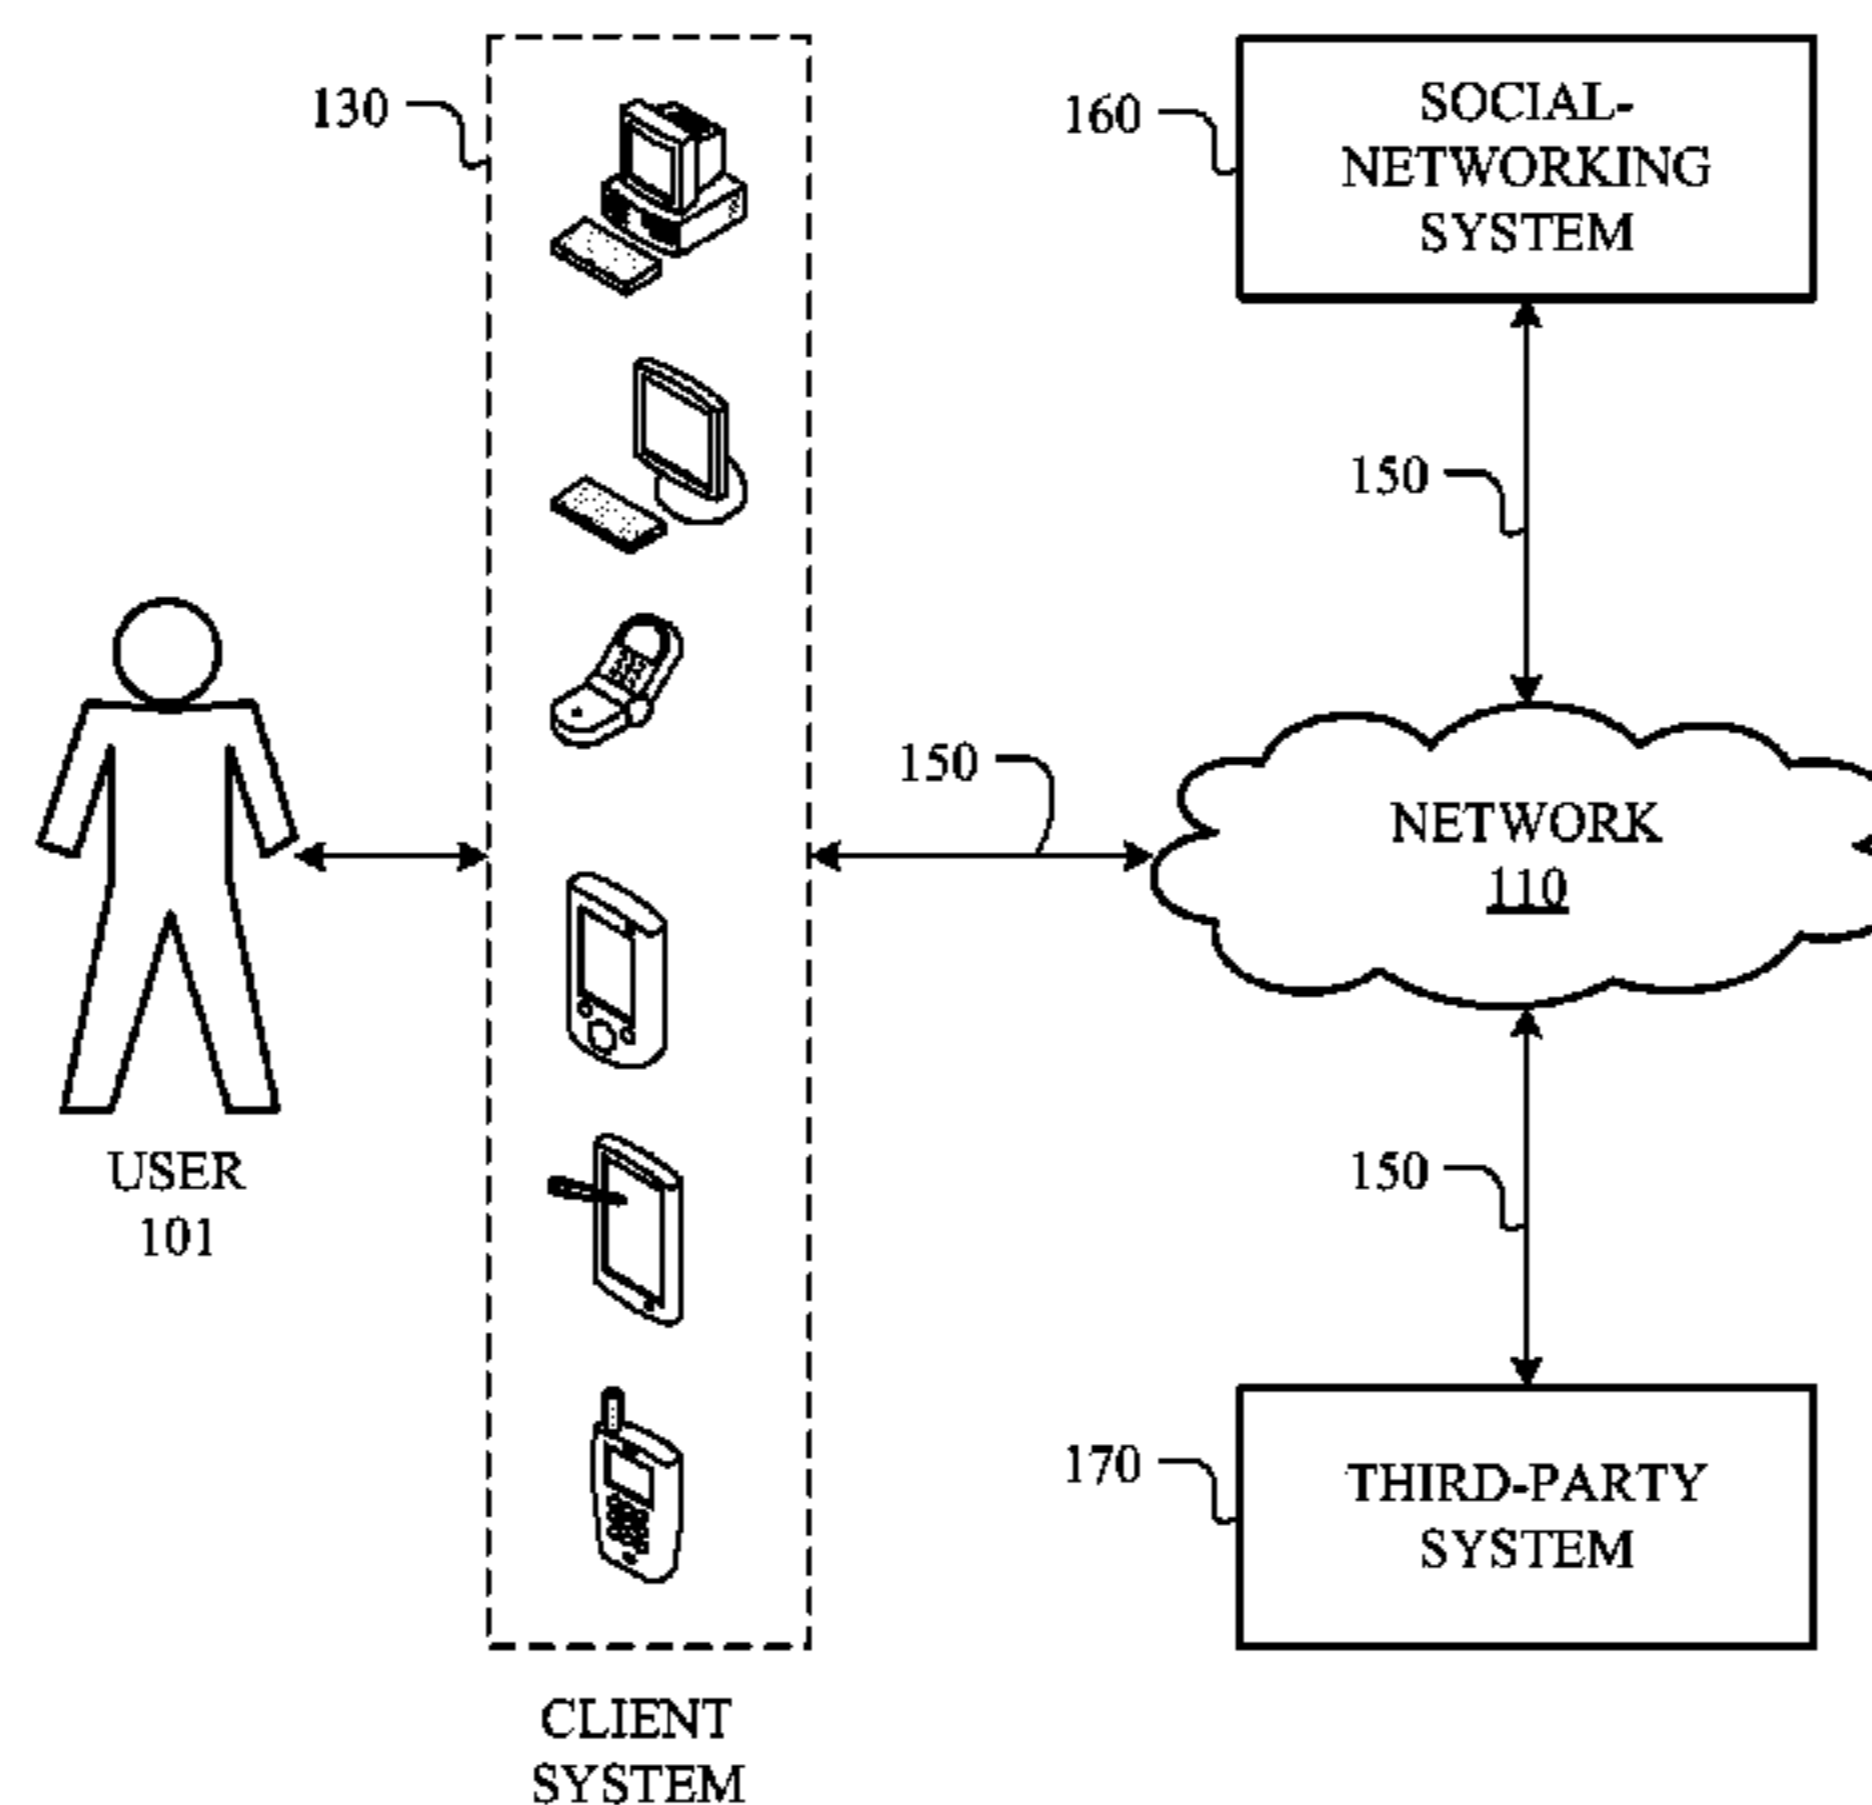 130
160
SOCIAL-
NETWORKING
SYSTEM
150
150
NETWORK
110
USER
101
150
170
THIRD-PARTY
SYSTEM
CLIENT
SYSTEM